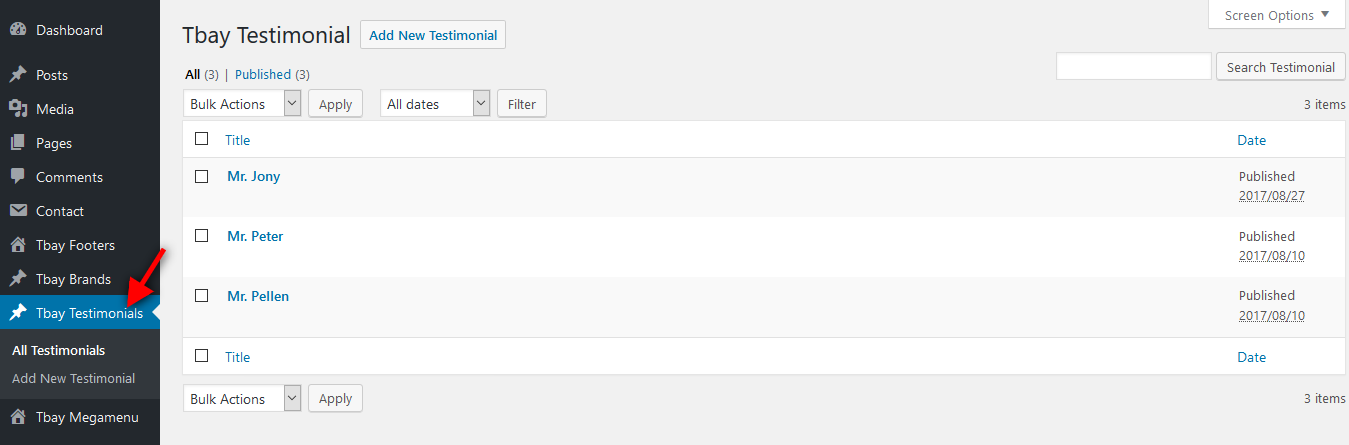 Dashboard
Posts
Media
Pages
Comments
Contact
Tbay Footers
Tbay Brands
Tbay Testimonials
All Testimonials
Add New Testimonial
Tbay Megamenu
Screen Options
Tbay Testimonial Add New Testimonial
All (3) | Published (3)
Search Testimonial
Bulk Actions Apply All dates Filter
3 items
Title Date
Mr. Jony Published
2017/08/27
Mr. Peter Published
2017/08/10
Mr. Pellen Published
2017/08/10
Title Date
Bulk Actions Apply
3 items